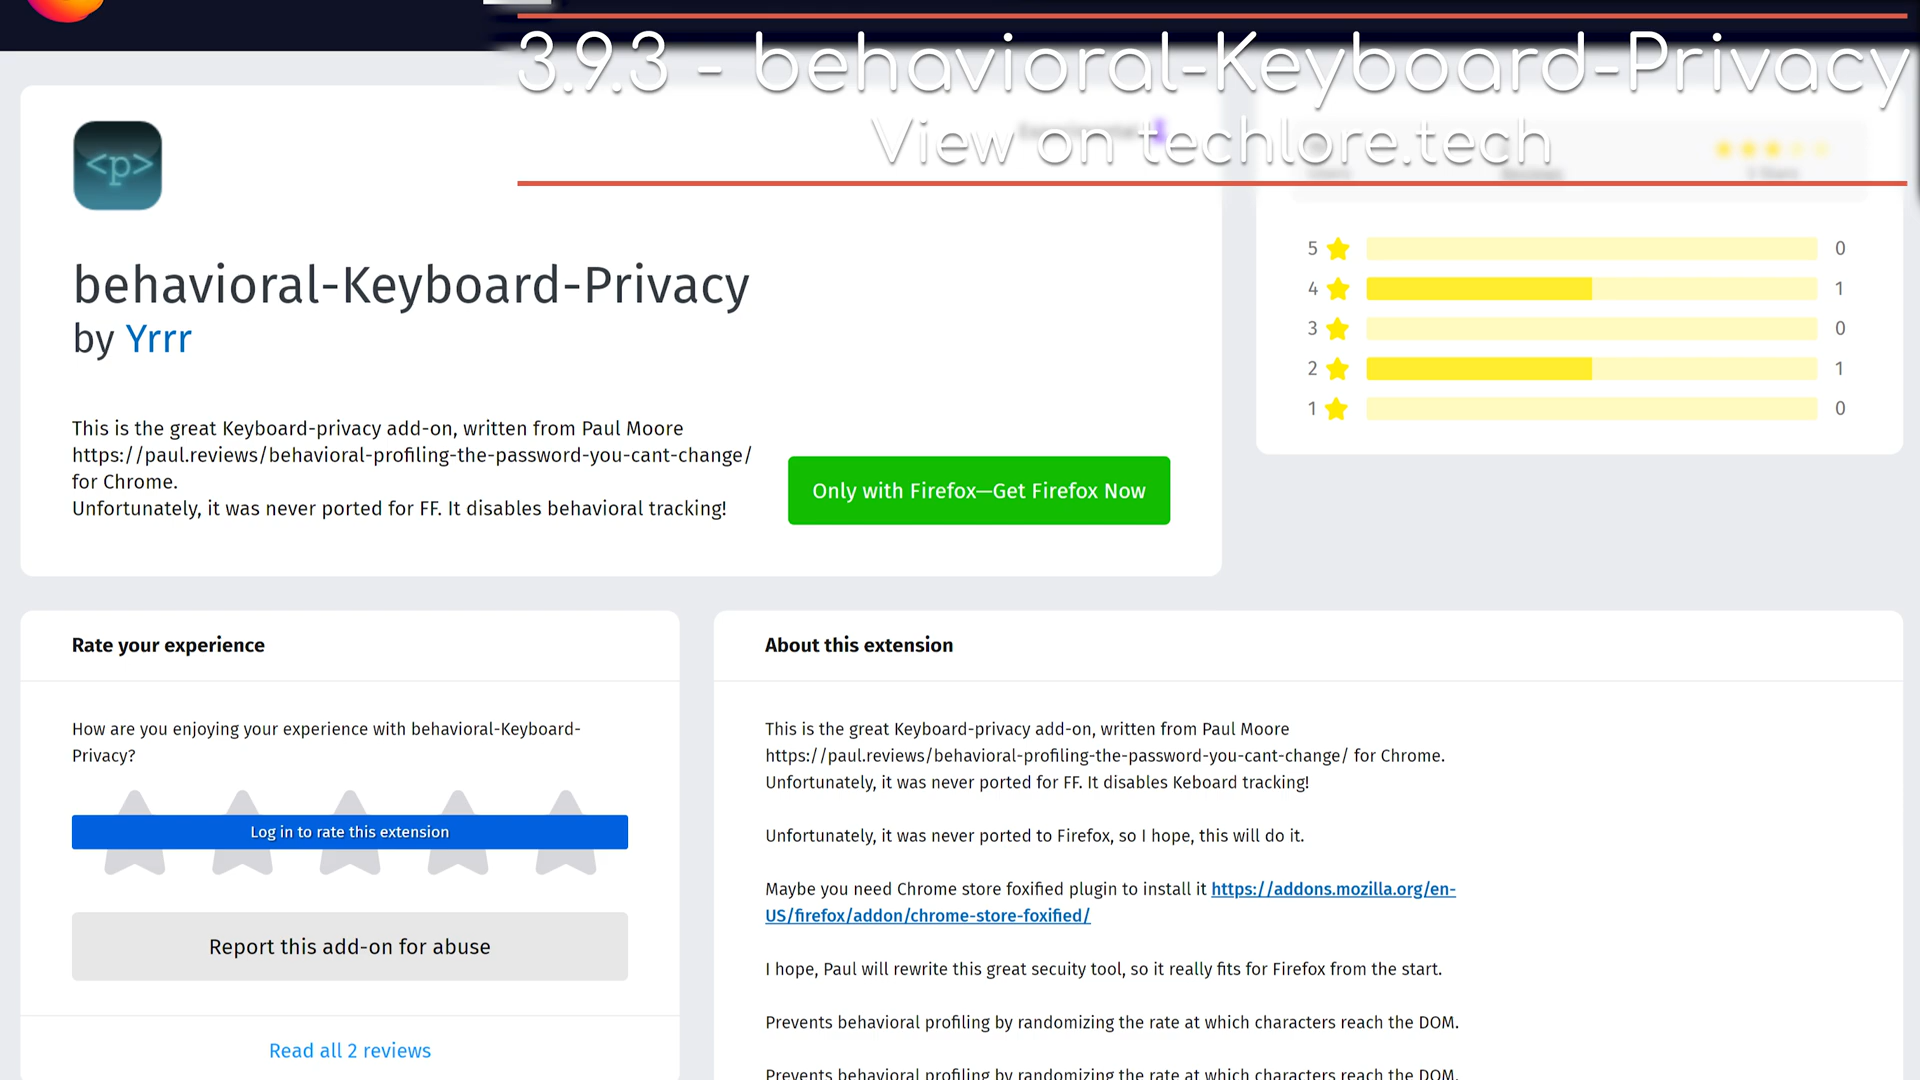 3.9.3 - behavioral-Keyboard-Privacy
View on techlore.tech
<p>
behavioral-Keyboard-Privacy
by Yrrr
This is the great Keyboard-privacy add-on, written from Paul Moore
https://paul.reviews/behavioral-profiling-the-password-you-cant-change/
for Chrome.
Unfortunately, it was never ported for FF. It disables behavioral tracking!
Only with Firefox—Get Firefox Now
5 0
4 1
3 0
2 1
1 0
Rate your experience
How are you enjoying your experience with behavioral-Keyboard-
Privacy?
Log in to rate this extension
Report this add-on for abuse
Read all 2 reviews
About this extension
This is the great Keyboard-privacy add-on, written from Paul Moore
https://paul.reviews/behavioral-profiling-the-password-you-cant-change/ for Chrome.
Unfortunately, it was never ported for FF. It disables Keboard tracking!
Unfortunately, it was never ported to Firefox, so I hope, this will do it.
Maybe you need Chrome store foxified plugin to install it https://addons.mozilla.org/en-
US/firefox/addon/chrome-store-foxified/
I hope, Paul will rewrite this great secuity tool, so it really fits for Firefox from the start.
Prevents behavioral profiling by randomizing the rate at which characters reach the DOM.
Prevents behavioral profiling by randomizing the rate at which characters reach the DOM.